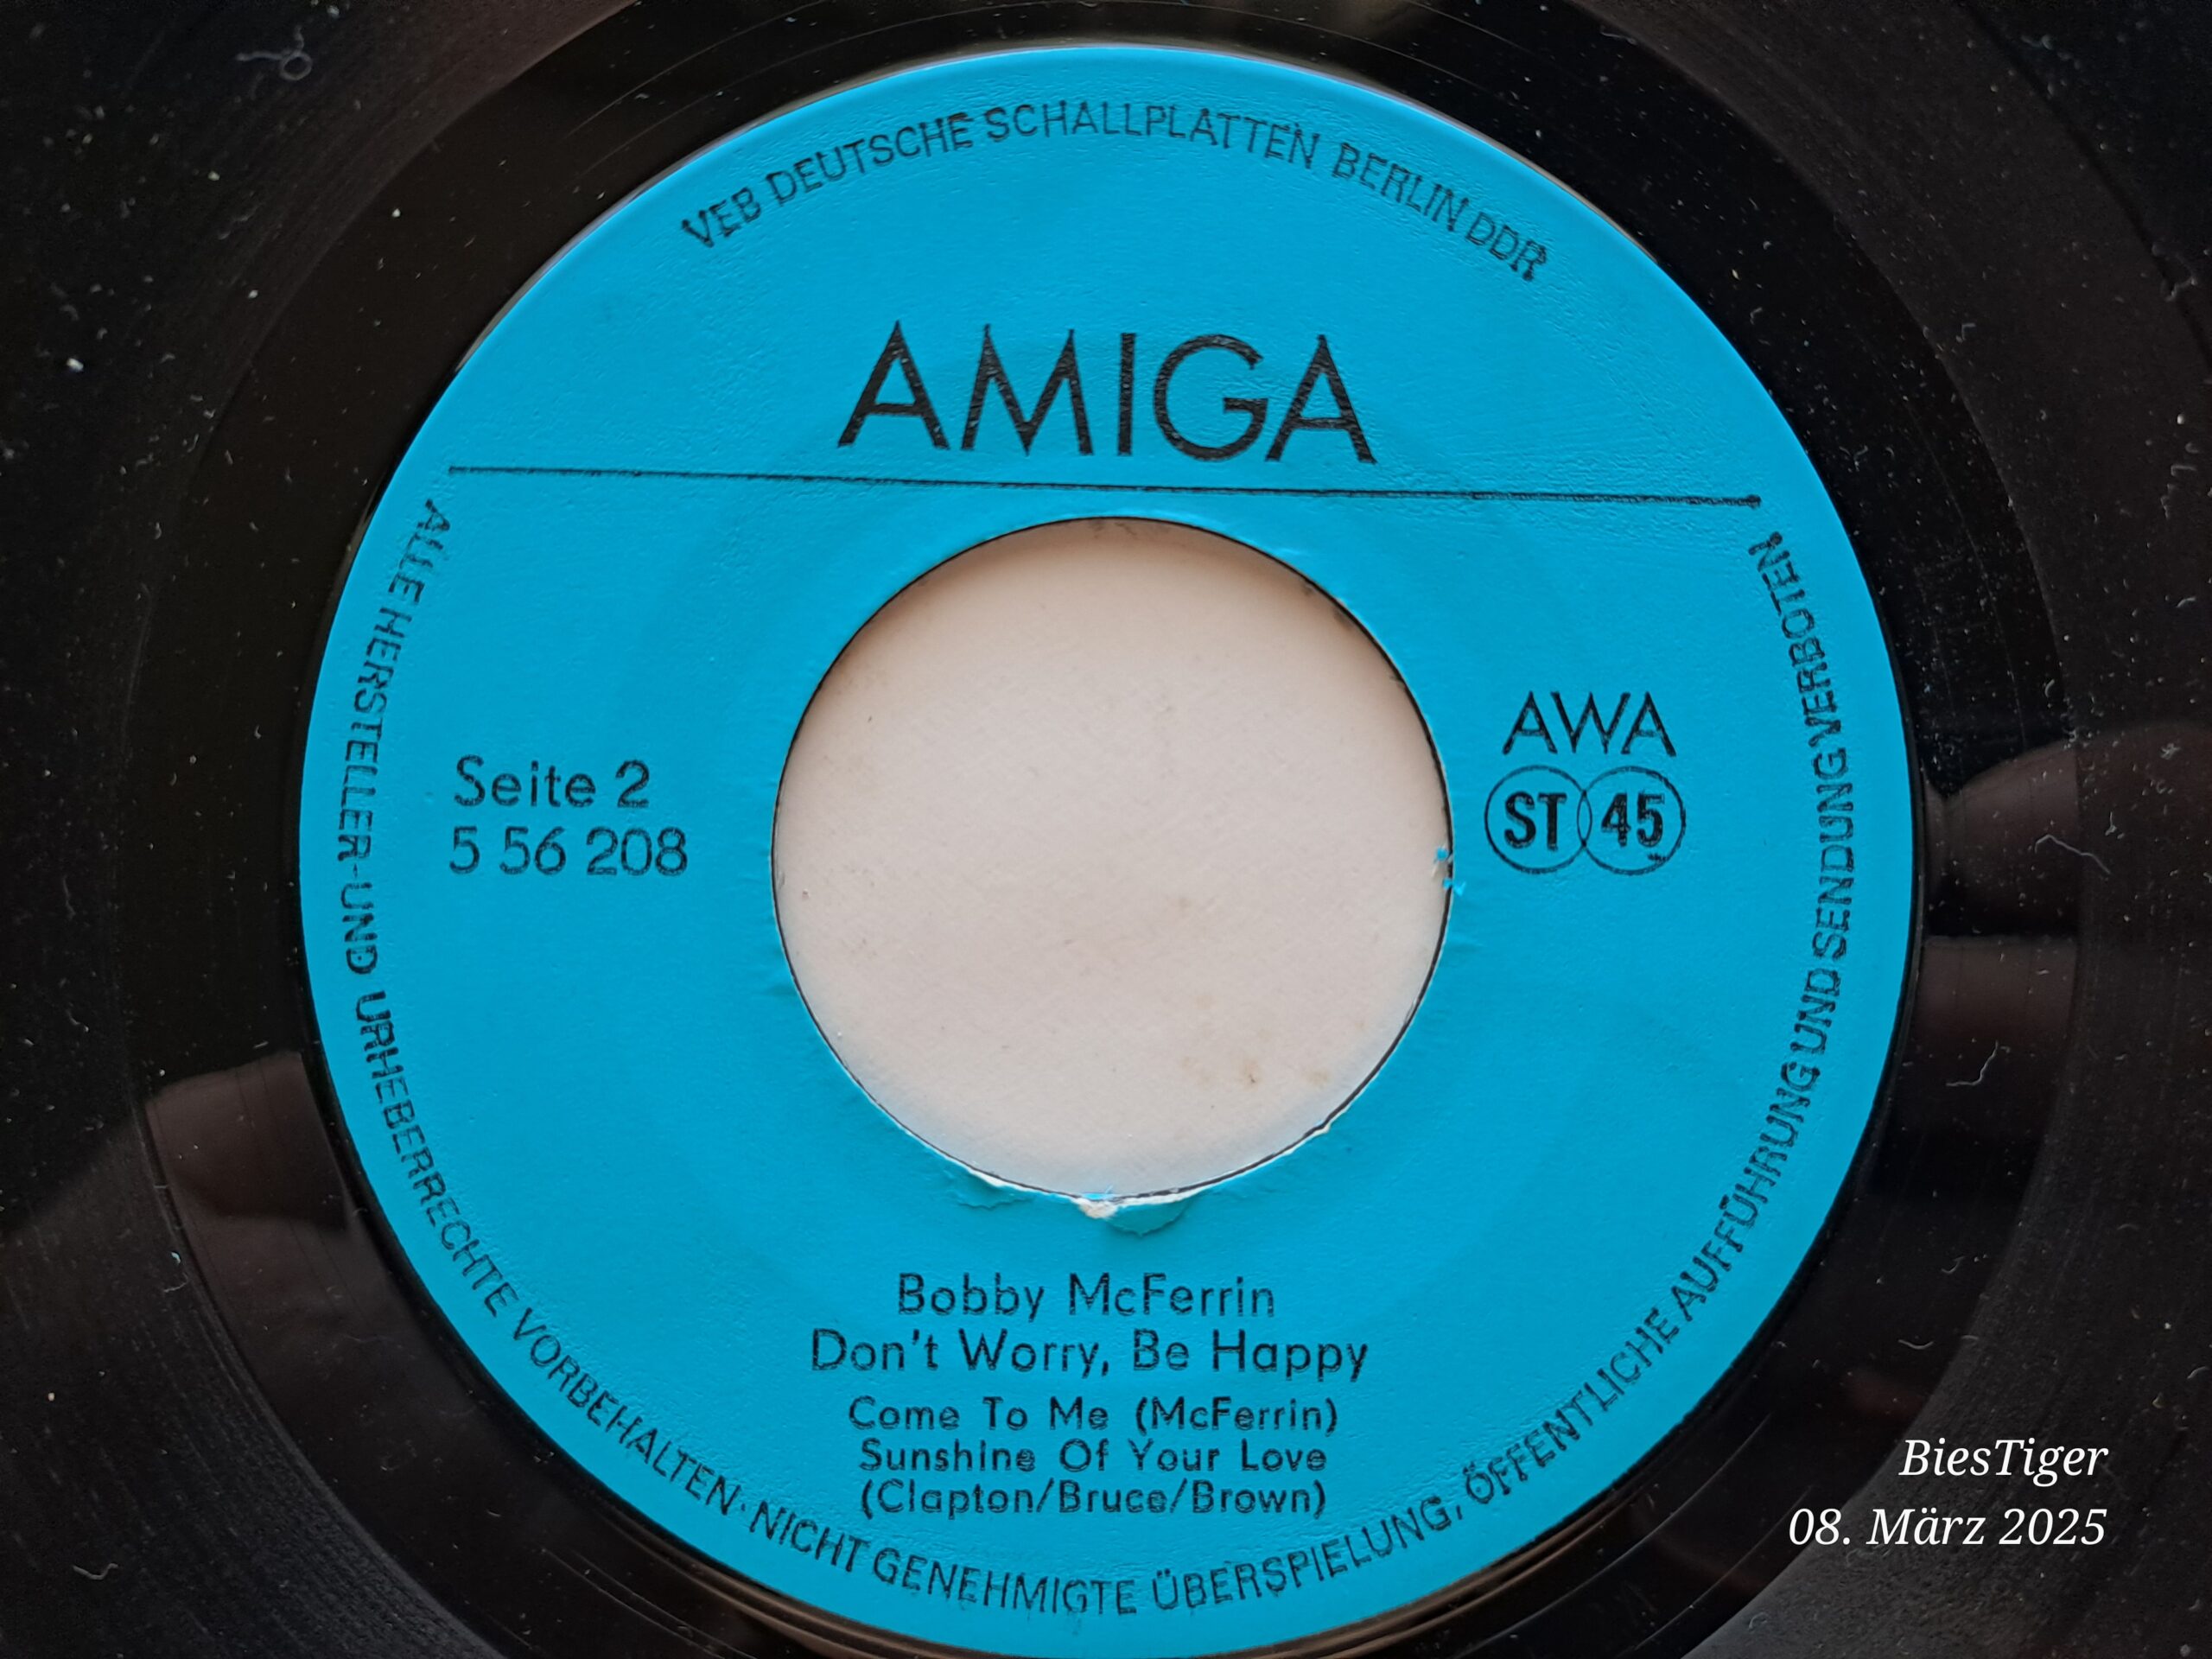 VEB DEUTSCHE SCHALLPLATTEN BERLIN DDR
AMIGA
Seite 2
5 56 208
AWA
ST 45
Bobby McFerrin
Don't Worry, Be Happy
Come To Me (McFerrin)
Sunshine Of Your Love
(Clapton/Bruce/Brown)
ALLE HERSTELLER-UND URHEBERRECHTE VORBEHALTEN·NICHT GENEHMIGTE ÜBERSPIELUNG, ÖFFENTLICHE AUFFÜHRUNG UND SENDUNG VERBOTEN
BiesTiger
08. März 2025